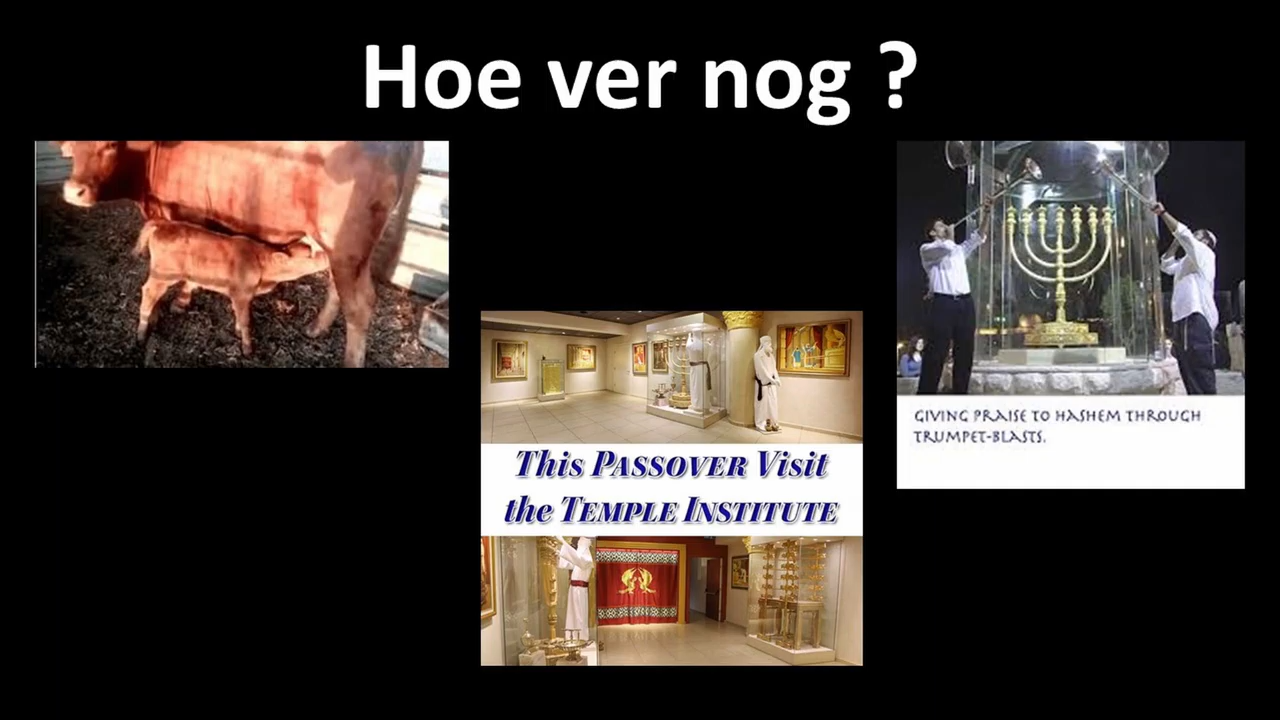 Hoe ver nog ?
This PASSOVER Visit
the TEMPLE INSTITUTE
GIVING PRAISE TO HASHEM THROUGH
TRUMPET-BLASTS.